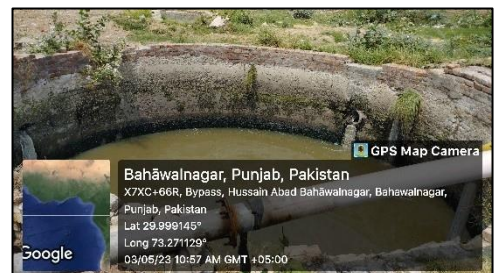 GPS Map Camera
Bahāwalnagar, Punjab, Pakistan
X7XC+66R, Bypass, Hussain Abad Bahāwalnagar, Bahawalnagar,
Punjab, Pakistan
Lat 29.999145°
Long 73.271129°
03/05/23 10:57 AM GMT +05:00
Google